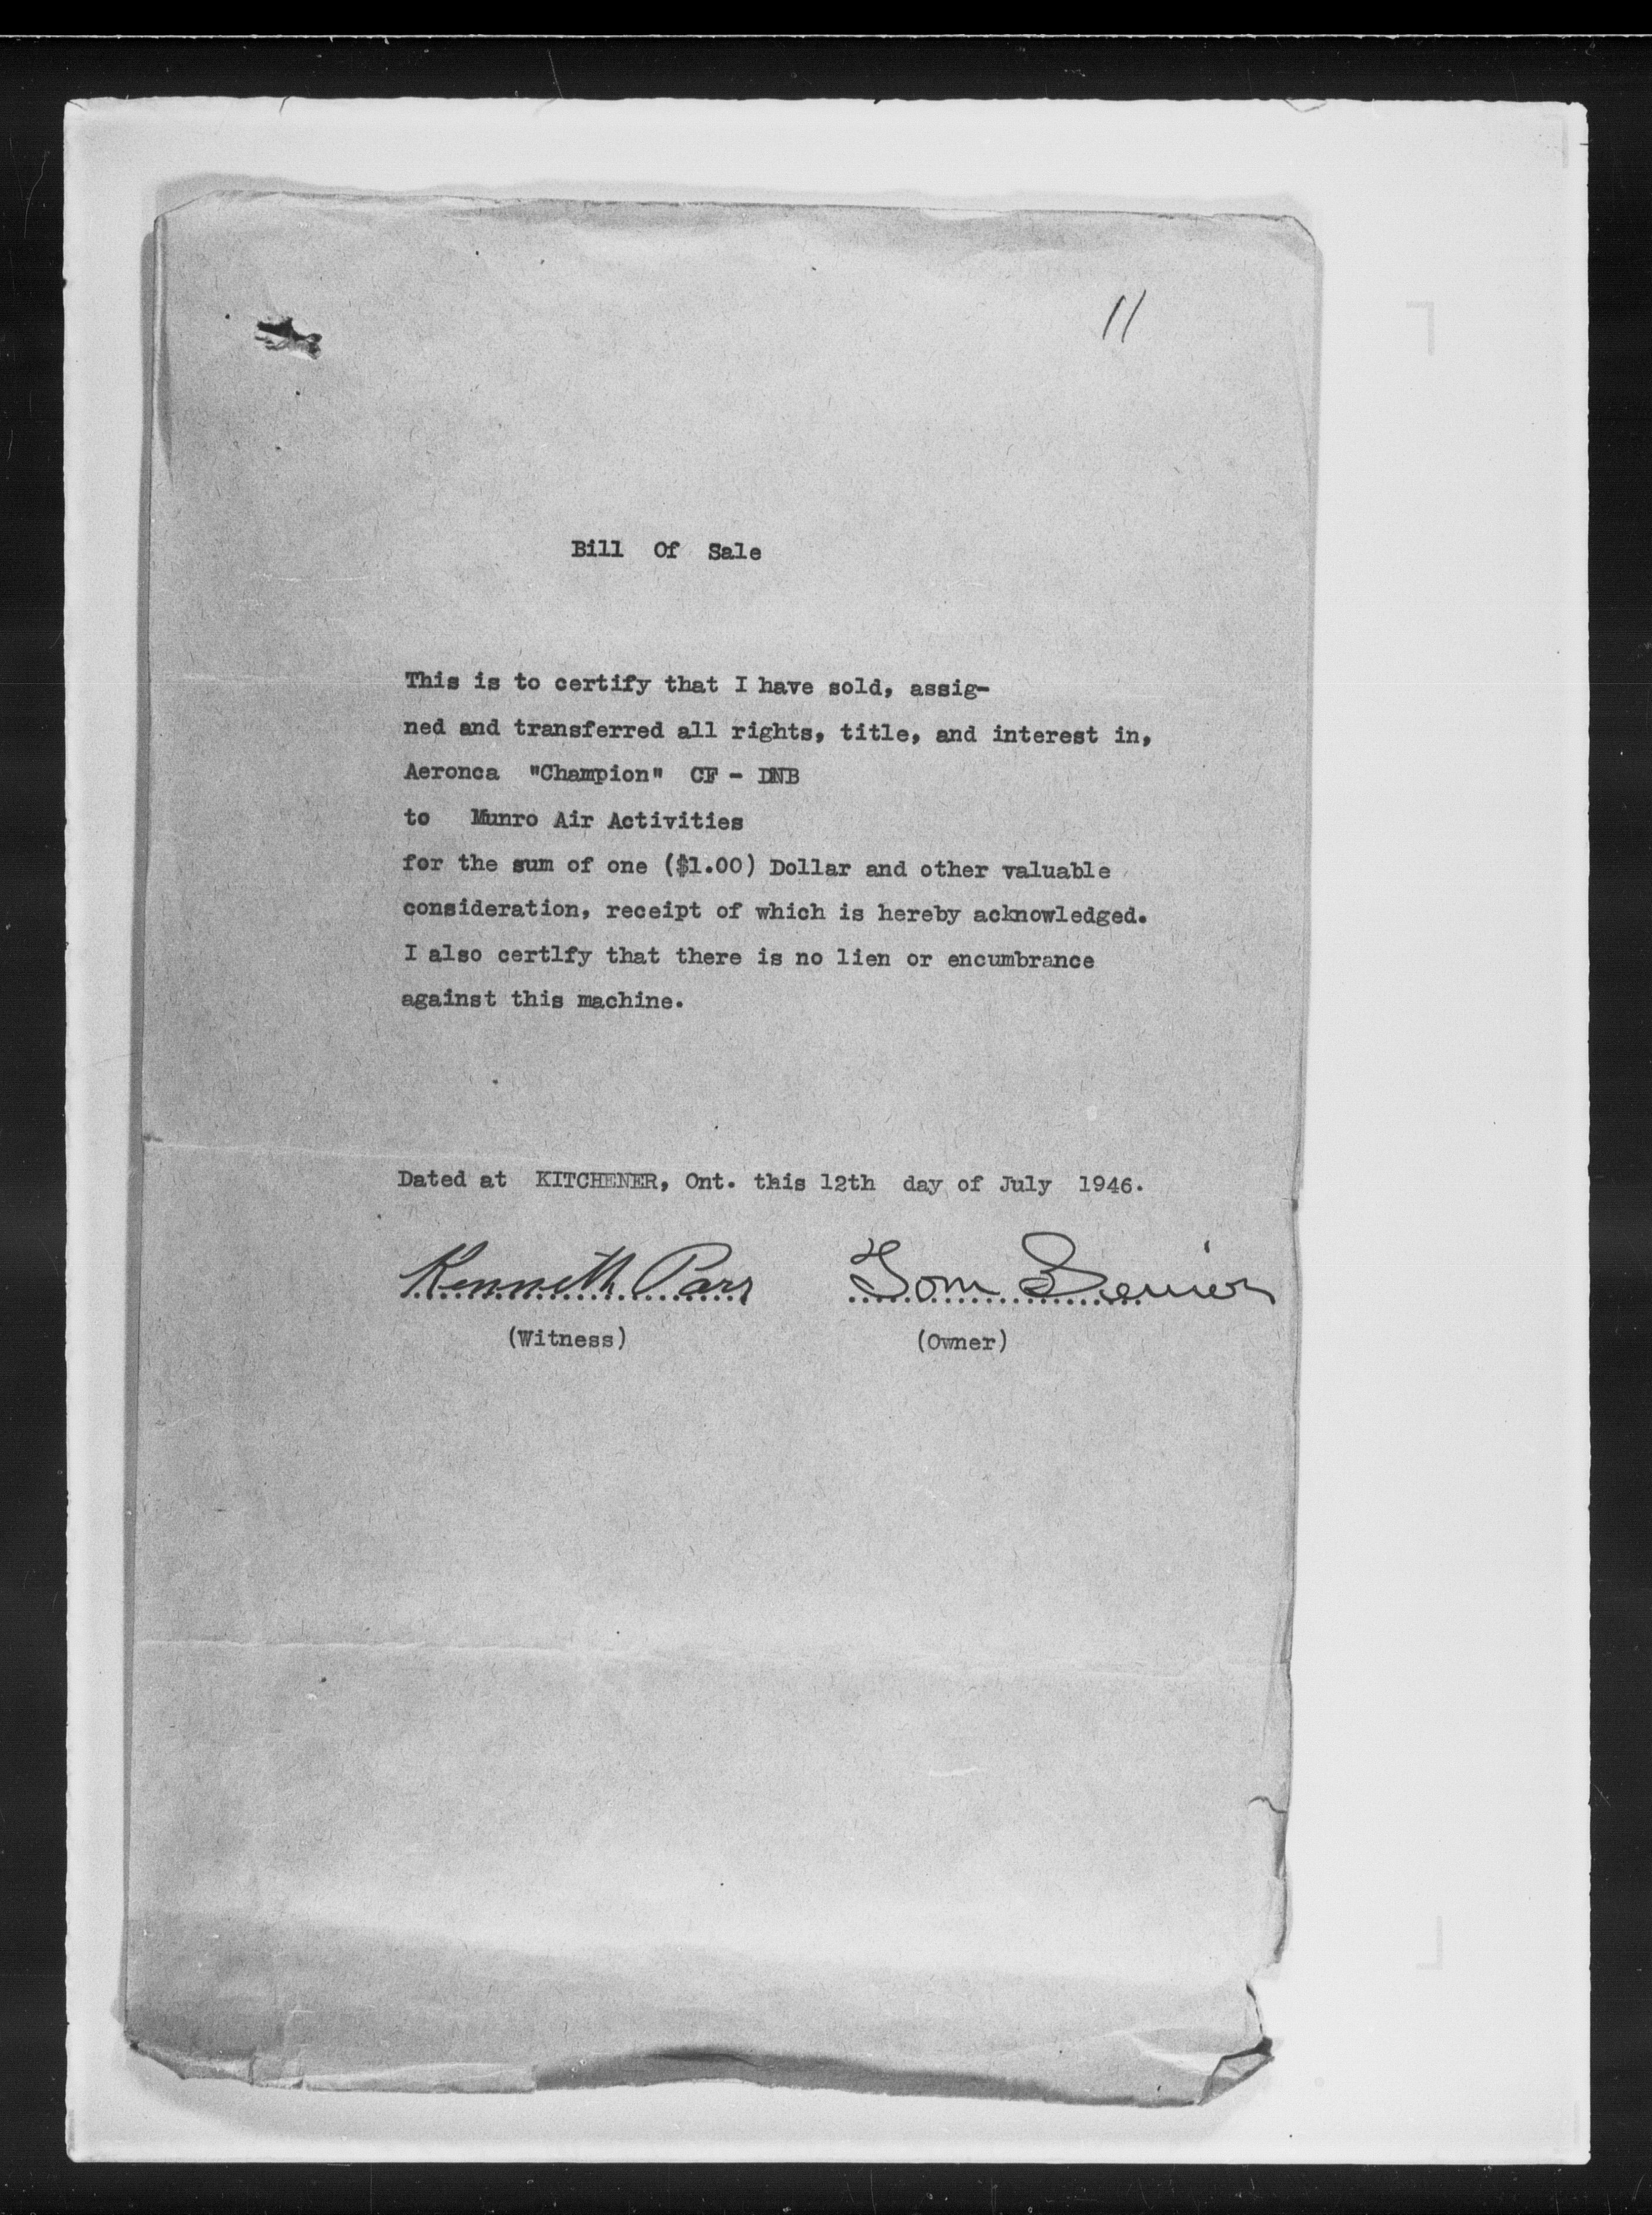 11
Bill Of Sale
This is to certify that I have sold, assig-
ned and transferred all rights, title, and interest in,
Aeronca "Champion" CF - DNB
to Munro Air Activities
for the sum of one ($1.00) Dollar and other valuable
consideration, receipt of which is hereby acknowledged.
I also certlfy that there is no lien or encumbrance
against this machine.
Dated at KITCHENER, Ont. this 12th day of July 1946.
Kenneth Parr Tom
(Witness) (Owner)